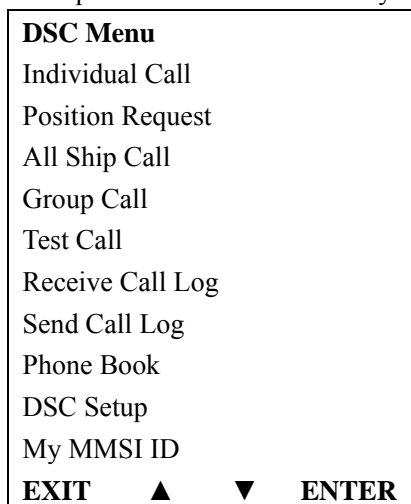 DSC Menu
Individual Call
Position Request
All Ship Call
Group Call
Test Call
Receive Call Log
Send Call Log
Phone Book
DSC Setup
My MMSI ID
EXIT ▲ ▼ ENTER